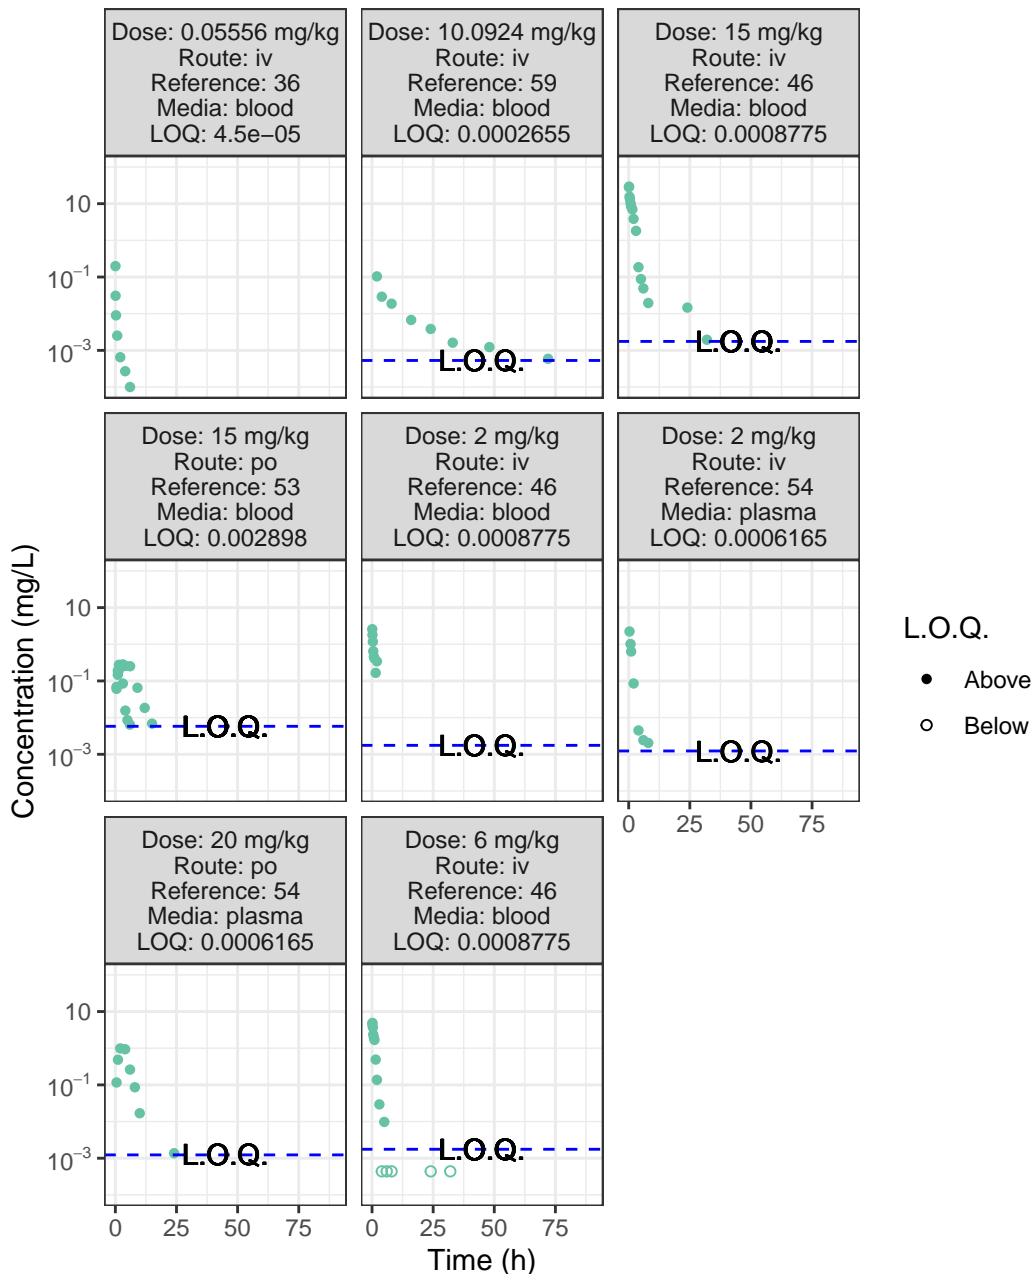 Dose: 0.05556 mg/kg
Route: iv
Reference: 36
Media: blood
LOQ: 4.5e−05
Dose: 10.0924 mg/kg
Route: iv
Reference: 59
Media: blood
LOQ: 0.0002655
Dose: 15 mg/kg
Route: iv
Reference: 46
Media: blood
LOQ: 0.0008775
10
10⁻¹
10⁻³
L.O.Q.
L.O.Q.
Dose: 15 mg/kg
Route: po
Reference: 53
Media: blood
LOQ: 0.002898
Dose: 2 mg/kg
Route: iv
Reference: 46
Media: blood
LOQ: 0.0008775
Dose: 2 mg/kg
Route: iv
Reference: 54
Media: plasma
LOQ: 0.0006165
Concentration (mg/L)
10
10⁻¹
10⁻³
L.O.Q.
L.O.Q.
L.O.Q.
0 25 50 75
Dose: 20 mg/kg
Route: po
Reference: 54
Media: plasma
LOQ: 0.0006165
Dose: 6 mg/kg
Route: iv
Reference: 46
Media: blood
LOQ: 0.0008775
10
10⁻¹
10⁻³
L.O.Q.
L.O.Q.
0 25 50 75
0 25 50 75
Time (h)
L.O.Q.
Above
Below